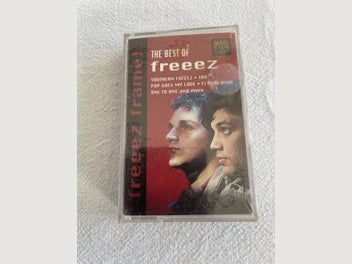 THE BEST OF
freeez
SOUTHERN FREEEZ • IOU
POP GOES MY LOVE • FLYING HIGH
ONE TO ONE and more
freeez frame!